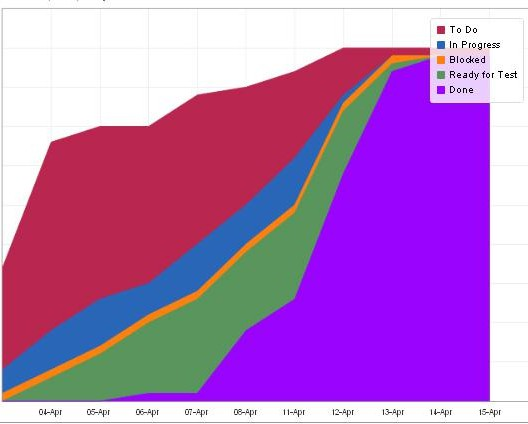 To Do
In Progress
Blocked
Ready for Test
Done
04-Apr 05-Apr 06-Apr 07-Apr 08-Apr 11-Apr 12-Apr 13-Apr 14-Apr 15-Apr